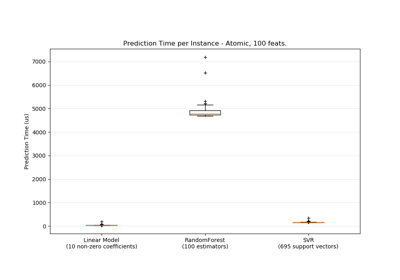 Prediction Time per Instance - Atomic, 100 feats.
7000
6000
5000
4000
3000
2000
1000
0
Prediction Time (us)
Linear Model
(10 non-zero coefficients)
RandomForest
(100 estimators)
SVR
(695 support vectors)